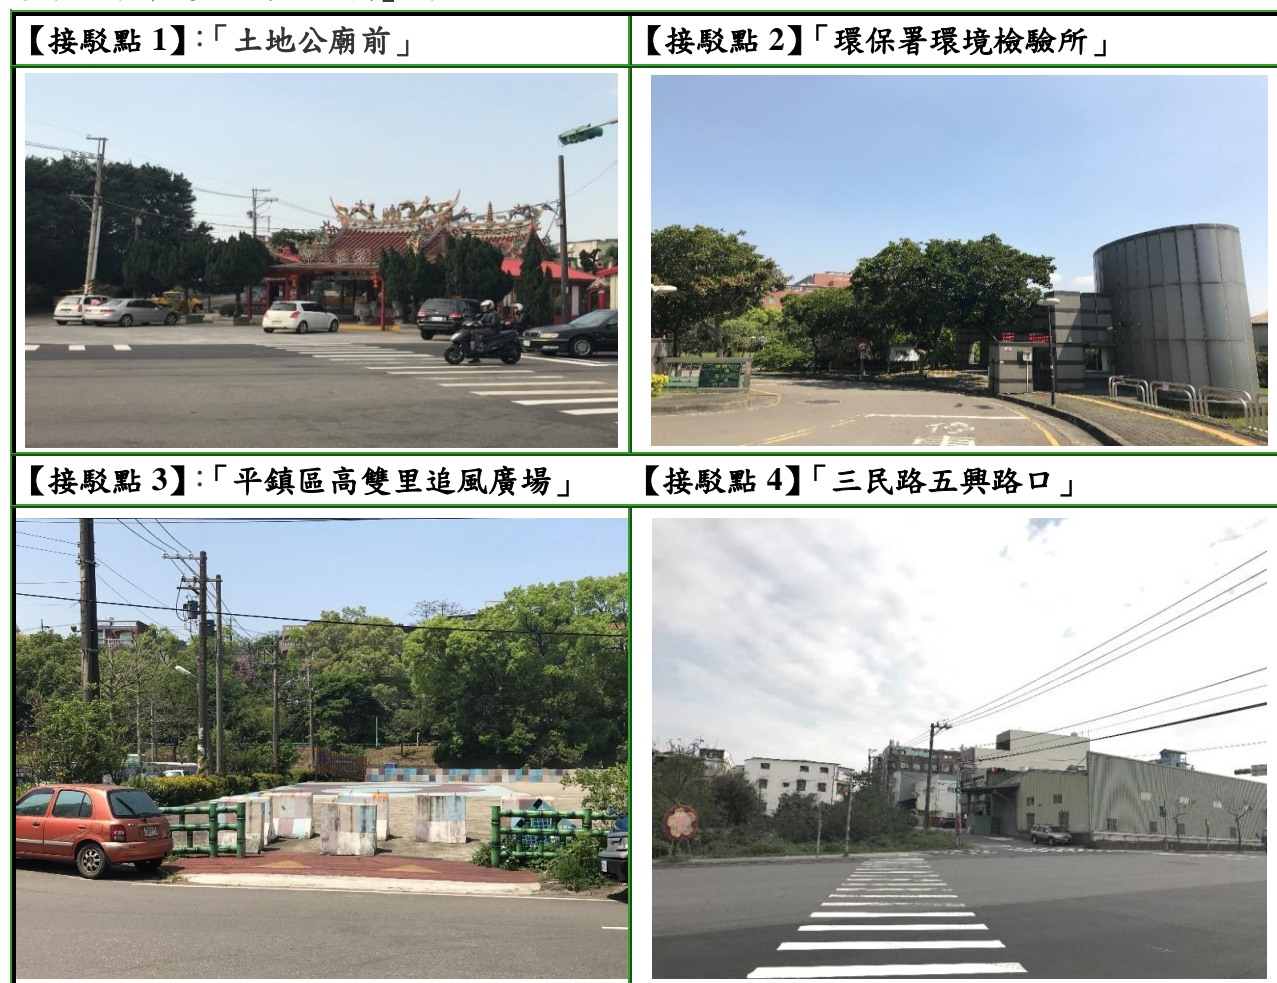 【接駁點 1】:「土地公廟前」
【接駁點 2】「環保署環境檢驗所」
【接駁點 3】:「平鎮區高雙里追風廣場」
【接駁點 4】「三民路五興路口」